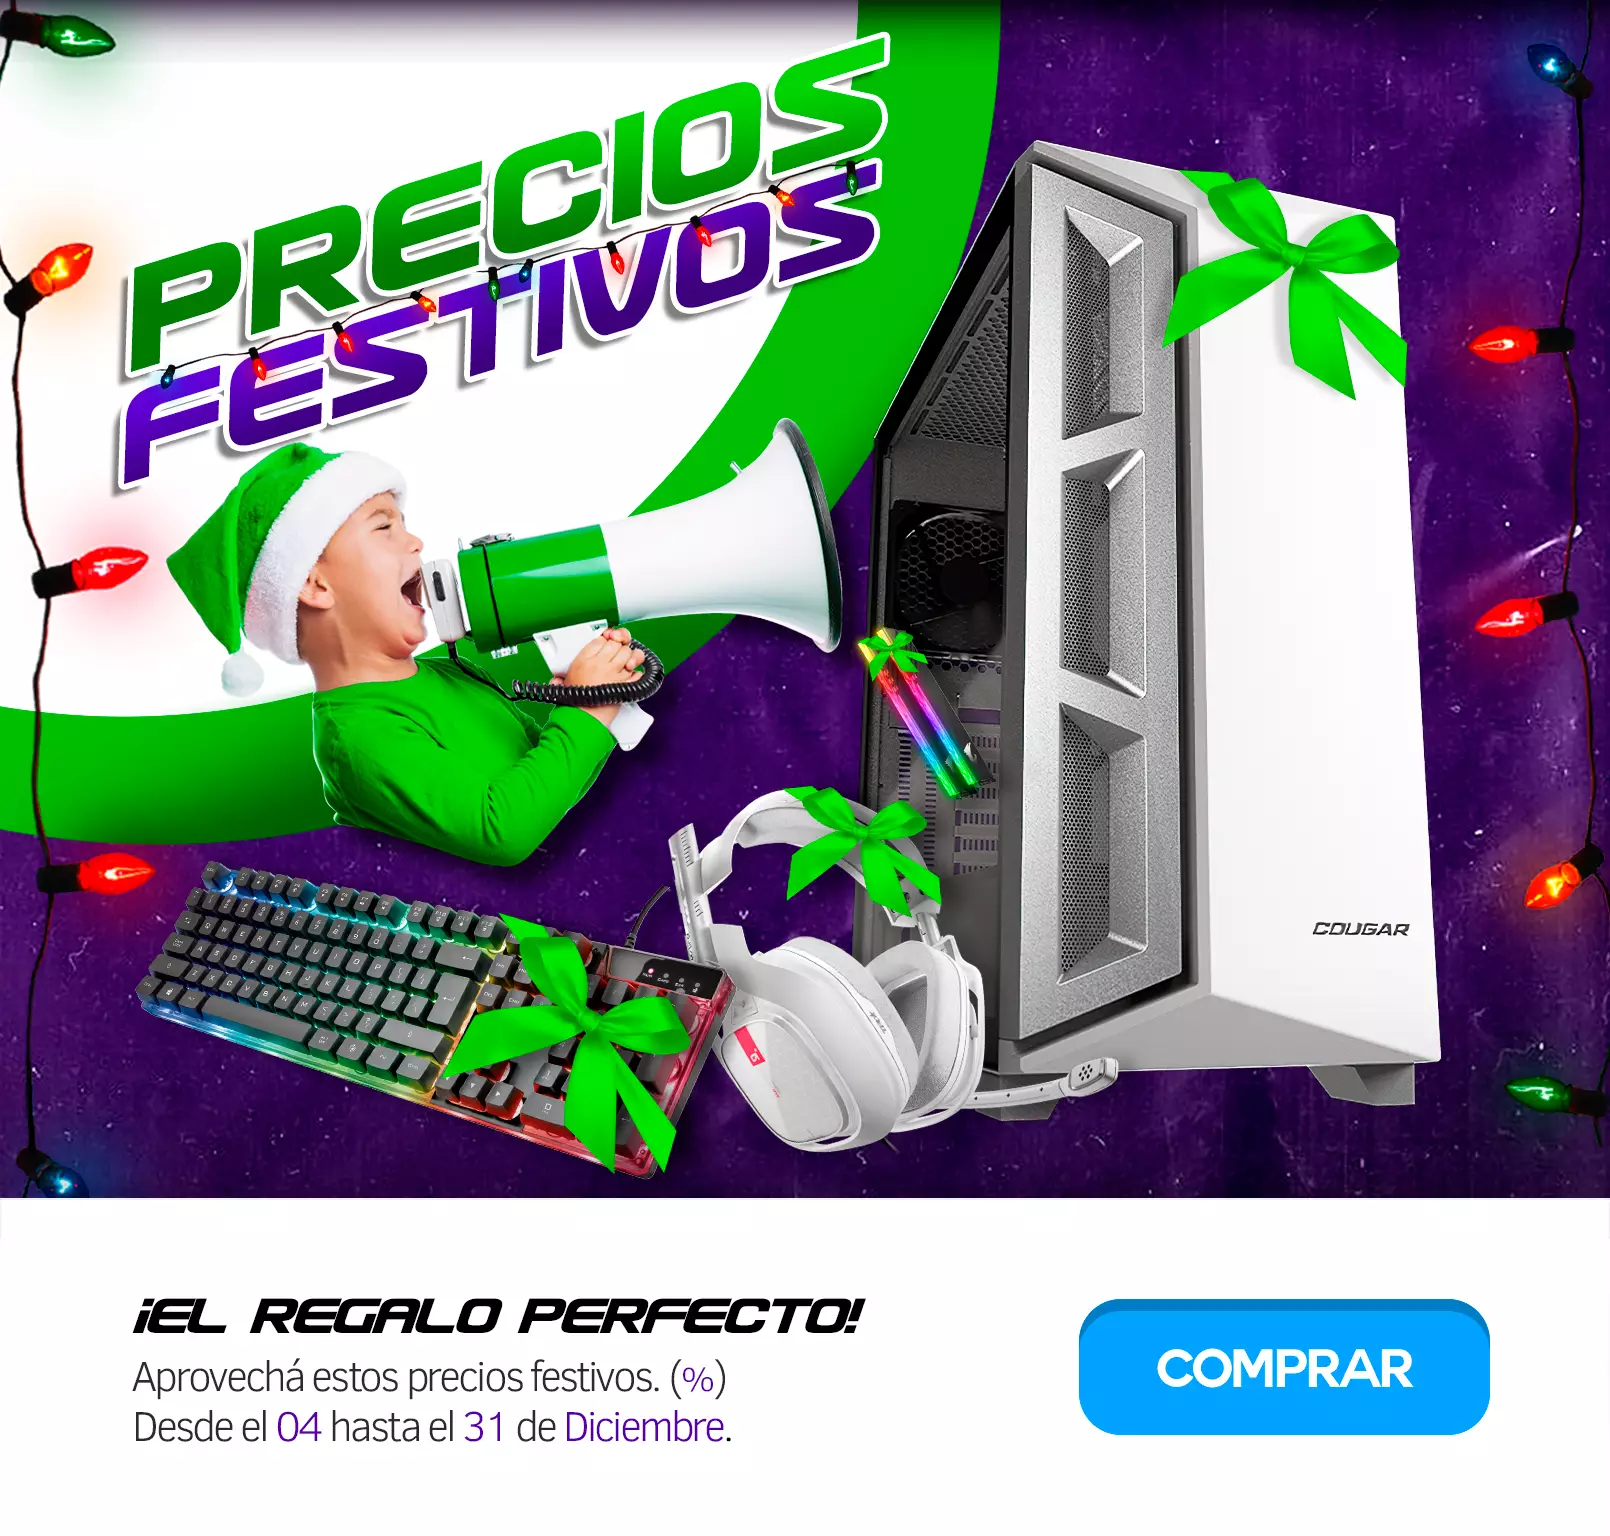 PRECIOS
FESTIVOS
COUGAR
¡EL REGALO PERFECTO!
Aprovechá estos precios festivos. (%)
Desde el 04 hasta el 31 de Diciembre.
COMPRAR